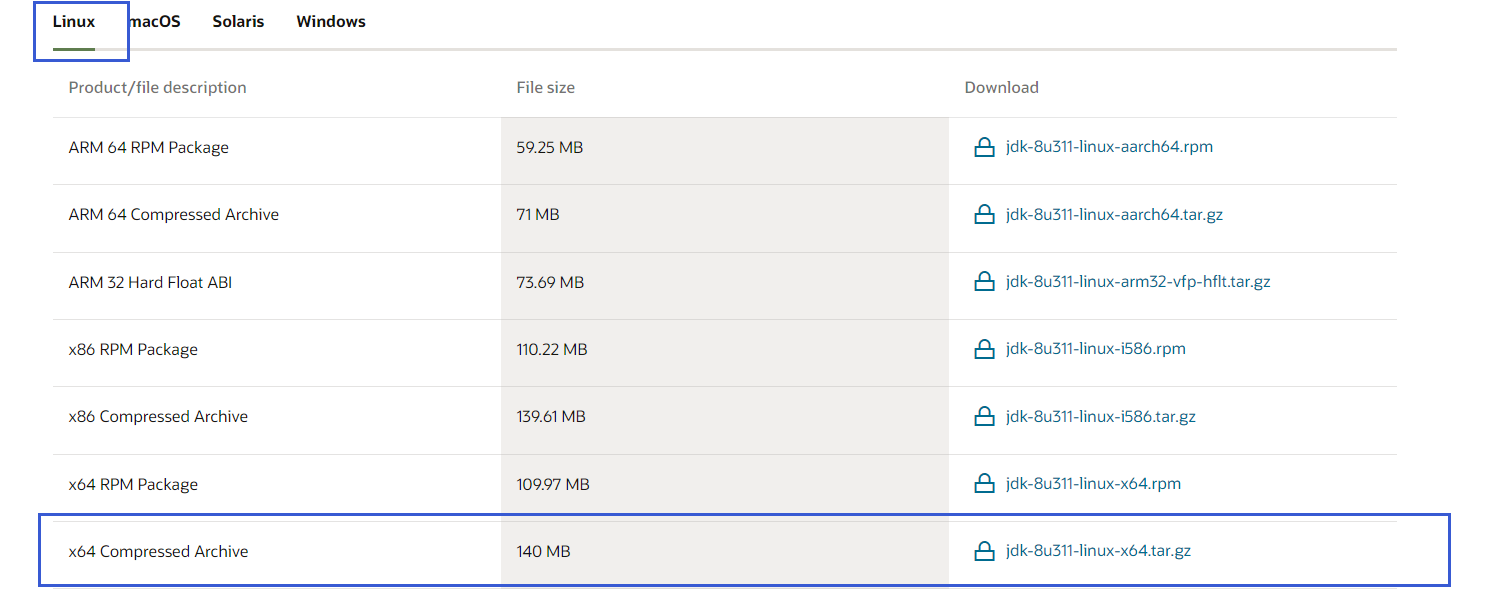 Linux macOS Solaris Windows
Product/file description File size Download
ARM 64 RPM Package 59.25 MB jdk-8u311-linux-aarch64.rpm
ARM 64 Compressed Archive 71 MB jdk-8u311-linux-aarch64.tar.gz
ARM 32 Hard Float ABI 73.69 MB jdk-8u311-linux-arm32-vfp-hflt.tar.gz
x86 RPM Package 110.22 MB jdk-8u311-linux-i586.rpm
x86 Compressed Archive 139.61 MB jdk-8u311-linux-i586.tar.gz
x64 RPM Package 109.97 MB jdk-8u311-linux-x64.rpm
x64 Compressed Archive 140 MB jdk-8u311-linux-x64.tar.gz